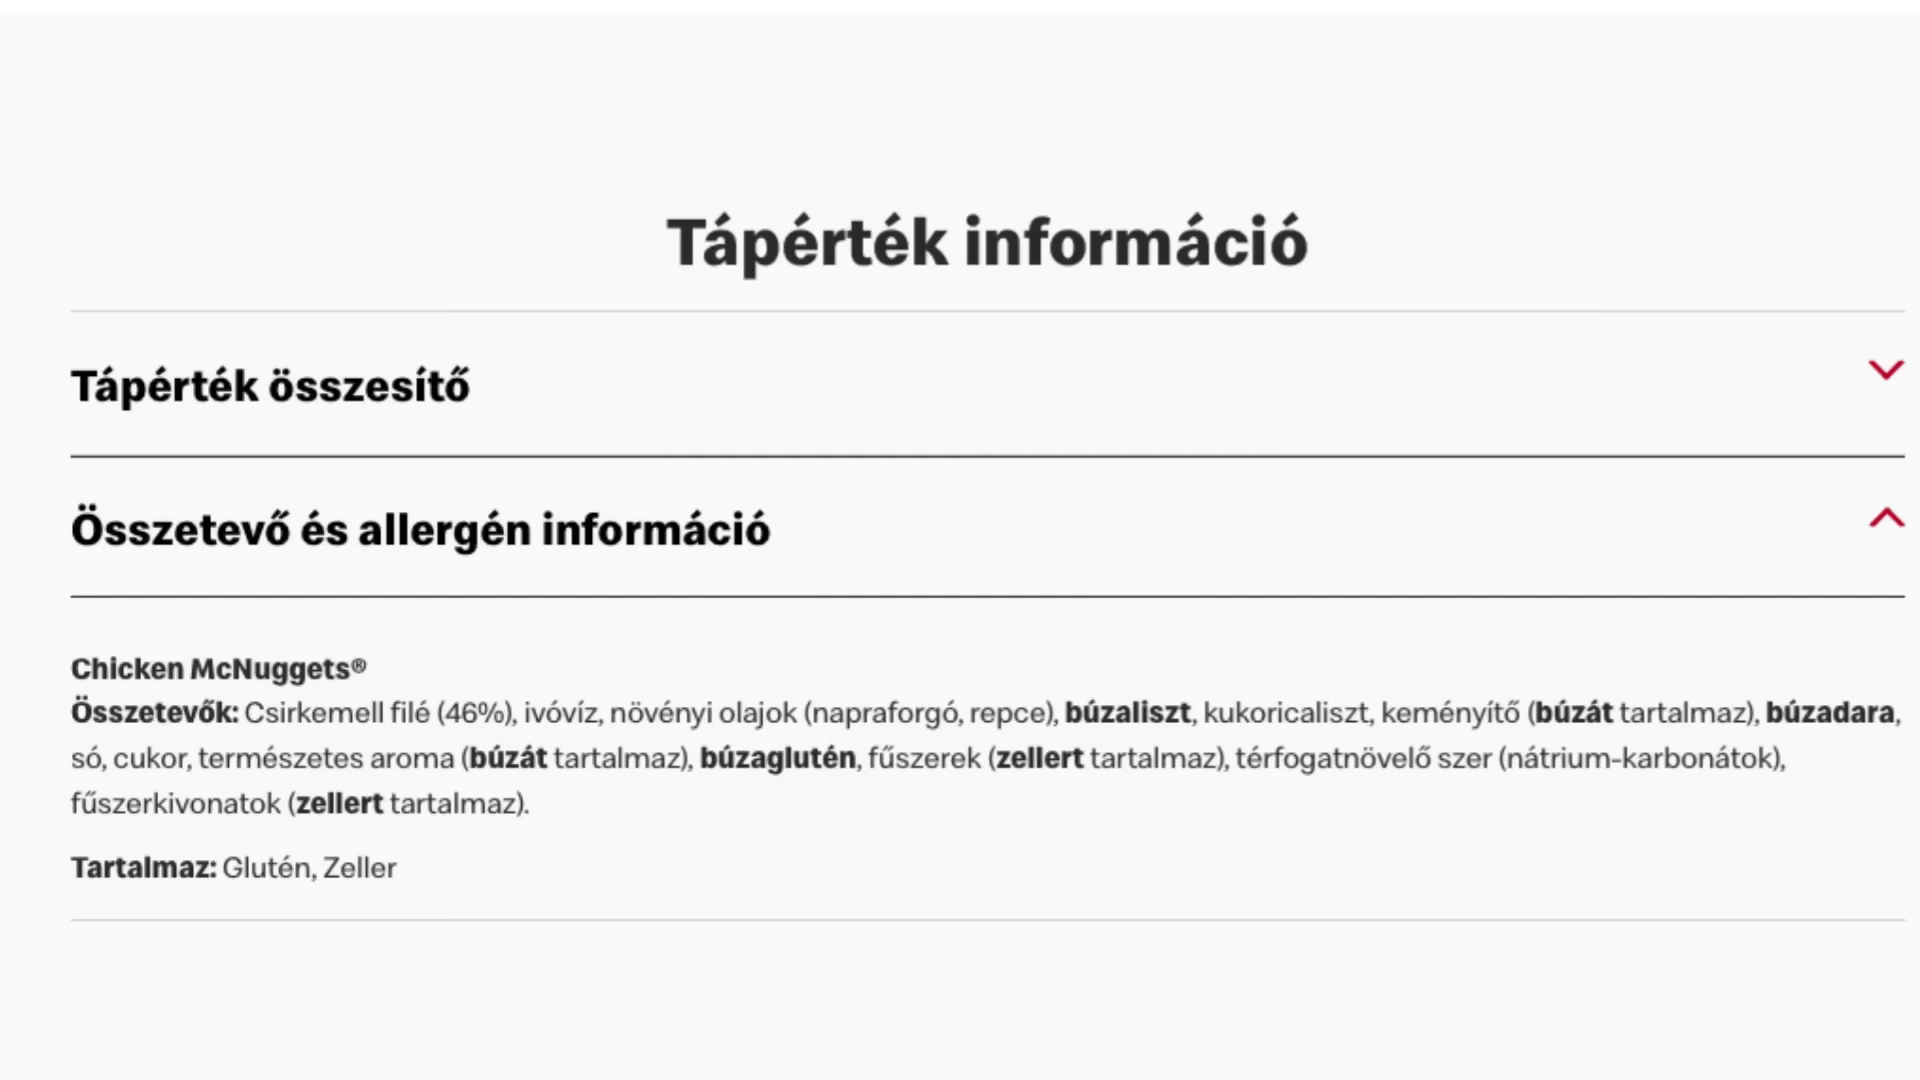 Tápérték információ
Tápérték összesítő
Összetevő és allergén információ
Chicken McNuggets®
Összetevők: Csirkemell filé (46%), ivóvíz, növényi olajok (napraforgó, repce), búzaliszt, kukoricaliszt, keményítő (búzát tartalmaz), búzadara,
só, cukor, természetes aroma (búzát tartalmaz), búzaglutén, fűszerek (zellert tartalmaz), térfogatnövelő szer (nátrium-karbonátok),
fűszerkivonatok (zellert tartalmaz).
Tartalmaz: Glutén, Zeller